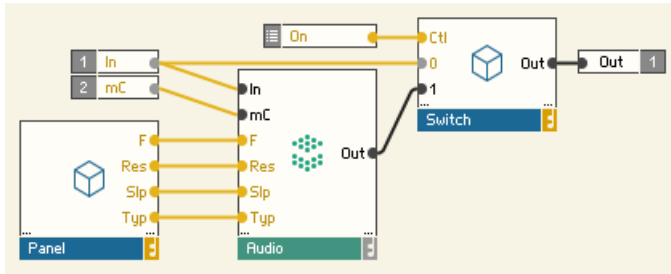 On
1 In
2 mC
Ctl
0
1
Out
Switch
Out 1
In
mC
F
Res
Slp
Typ
Out
Audio
F
Res
Slp
Typ
Panel